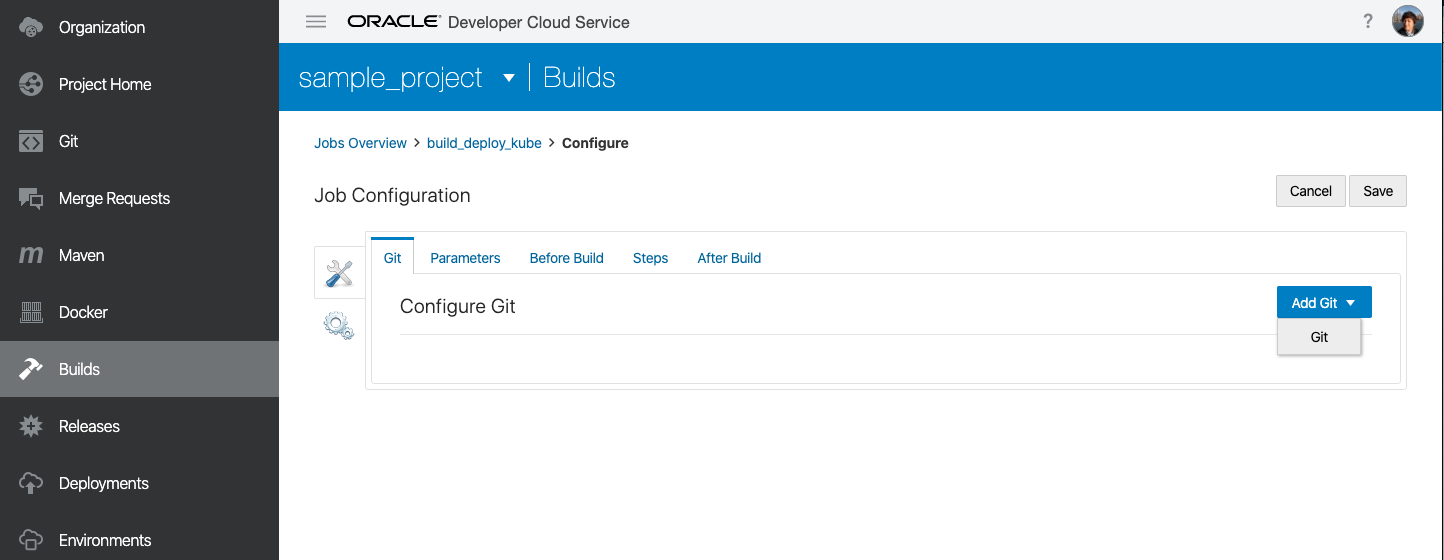 Organization
Project Home
Git
Merge Requests
m Maven
Docker
Builds
Releases
Deployments
Environments
ORACLE® Developer Cloud Service ?
sample_project Builds
Jobs Overview > build_deploy_kube > Configure
Job Configuration
Cancel Save
Git Parameters Before Build Steps After Build
Configure Git
Add Git
Git